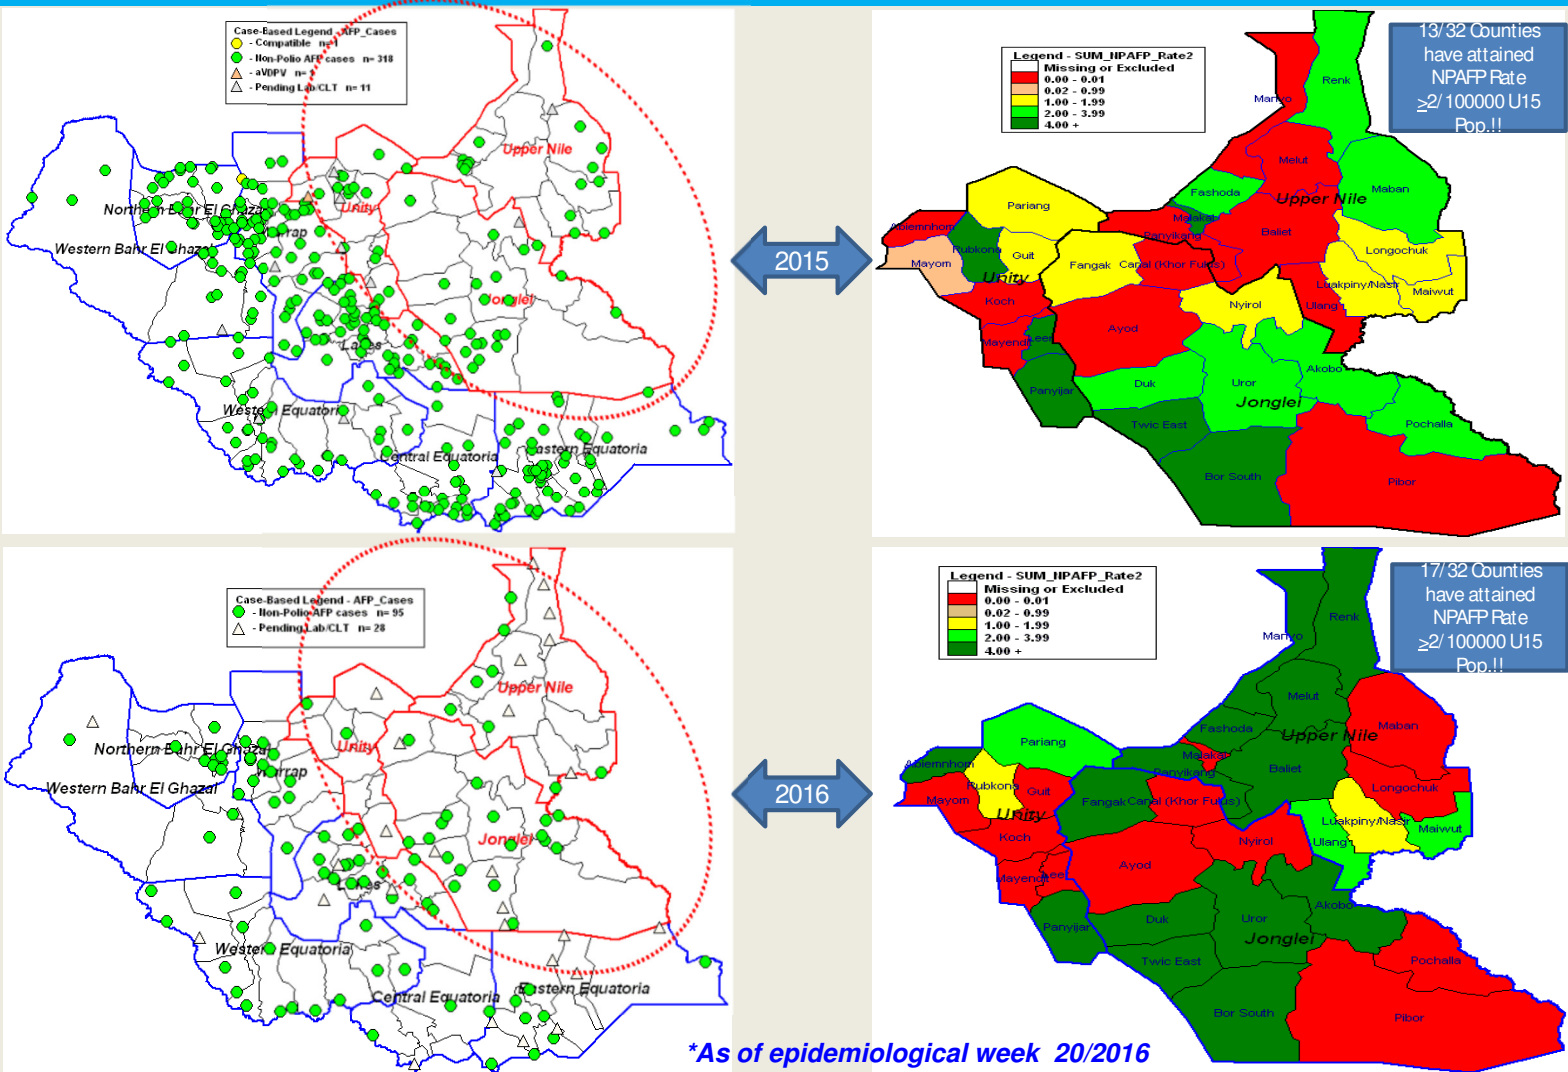 Case-Based Legend - AFP_Cases
- Compatible n= 1
- Non-Polio AFP cases n= 318
- aVDPV n= 1
- Pending Lab/CLT n= 11
Upper Nile
Northern Bahr El Ghazal
Unity
Warrap
Western Bahr El Ghazal
Jonglei
Lakes
Western Equatoria
Central Equatoria
Eastern Equatoria
2015
Legend - SUM_NPAFP_Rate2
Missing or Excluded
0.00 - 0.01
0.02 - 0.99
1.00 - 1.99
2.00 - 3.99
4.00 +
13/32 Counties
have attained
NPAFP Rate
≥2/100000 U15
Pop.!!
Renk
Manyo
Melut
Maban
Fashoda
Upper Nile
Pariang
Malakal
Abiemnhom
Panyikang
Baliet
Rubkona
Longochuk
Mayom
Guit
Fangak
Canal (Khor Fulus)
Unity
Luakpiny/Nasir
Maiwut
Koch
Nyirol
Ulang
Ayod
Mayendit
Leer
Akobo
Panyijar
Duk
Uror
Jonglei
Twic East
Pochalla
Bor South
Pibor
Case-Based Legend - AFP_Cases
- Non-Polio AFP cases n= 95
- Pending Lab/CLT n= 28
Upper Nile
Northern Bahr El Ghazal
Unity
Warrap
Western Bahr El Ghazal
Jonglei
Lakes
Western Equatoria
Central Equatoria
Eastern Equatoria
2016
Legend - SUM_NPAFP_Rate2
Missing or Excluded
0.00 - 0.01
0.02 - 0.99
1.00 - 1.99
2.00 - 3.99
4.00 +
17/32 Counties
have attained
NPAFP Rate
≥2/100000 U15
Pop.!!
Renk
Manyo
Melut
Maban
Fashoda
Upper Nile
Pariang
Malakal
Abiemnhom
Panyikang
Baliet
Rubkona
Longochuk
Mayom
Guit
Fangak
Canal (Khor Fulus)
Unity
Luakpiny/Nasir
Maiwut
Koch
Nyirol
Ulang
Ayod
Mayendit
Leer
Akobo
Panyijar
Duk
Uror
Jonglei
Twic East
Pochalla
Bor South
Pibor
*As of epidemiological week 20/2016